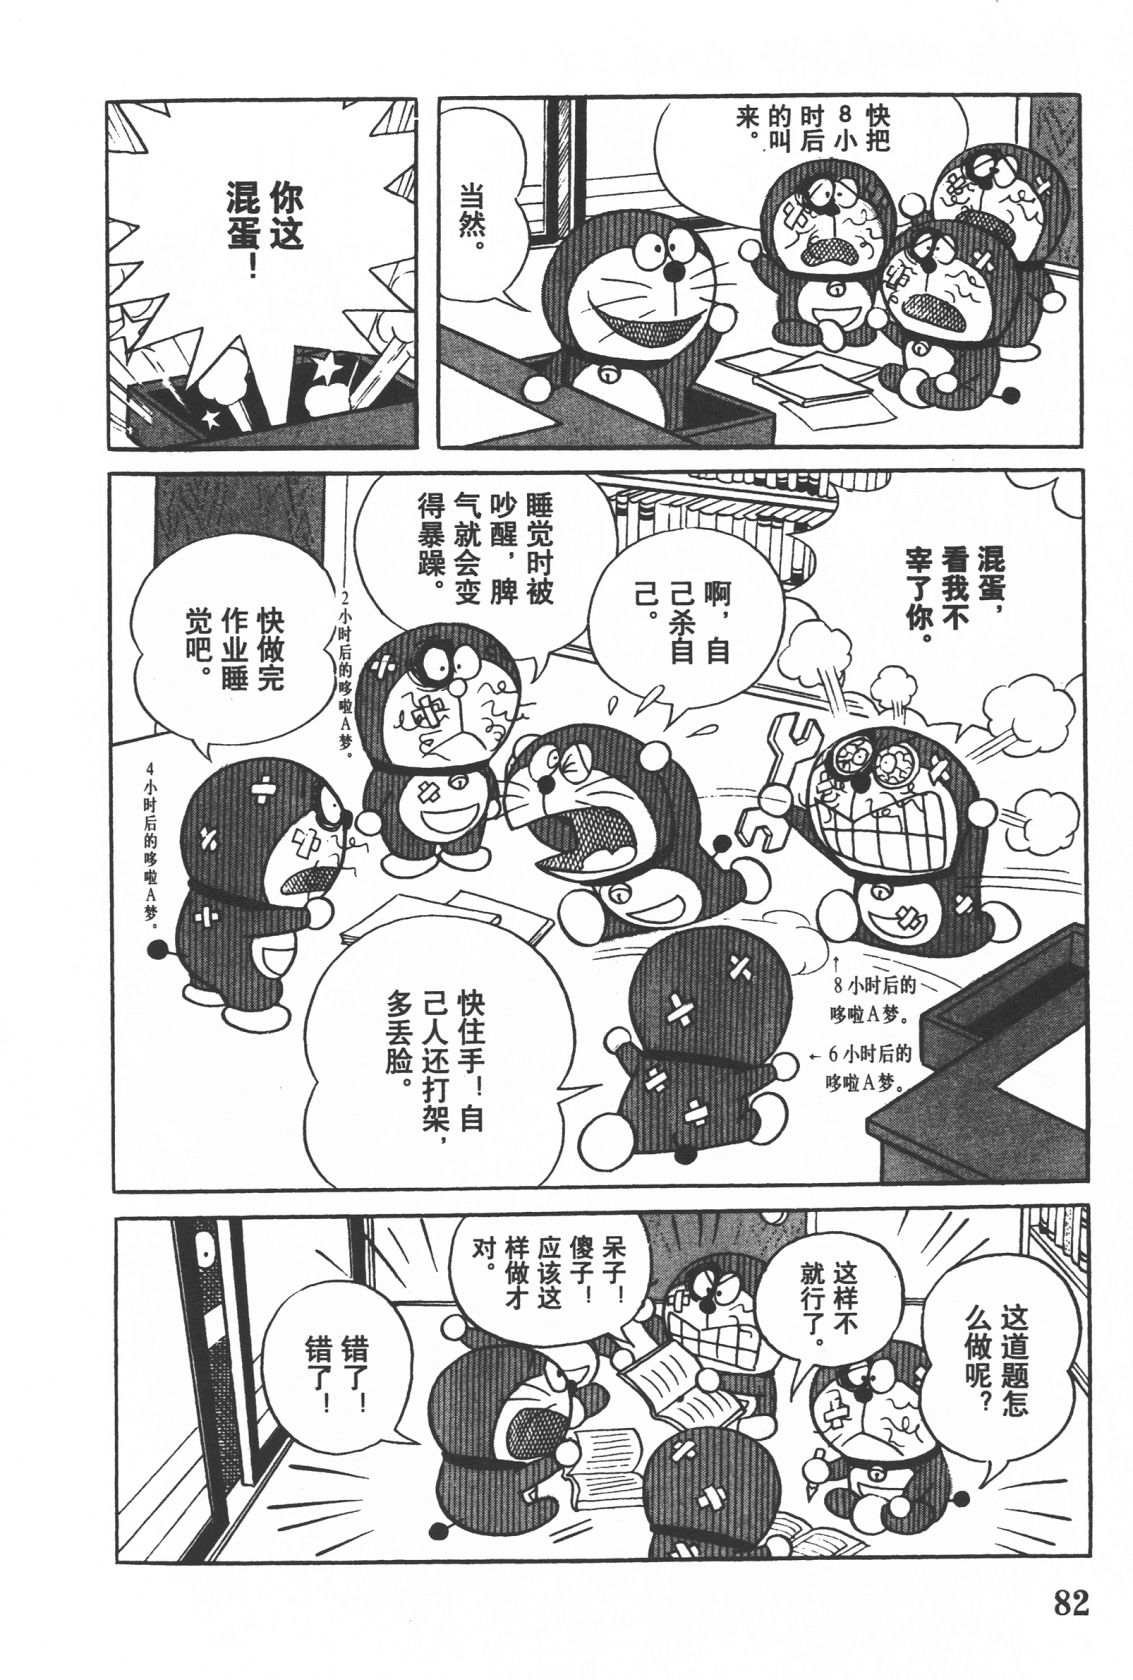 快把
8小
时后
的叫
来。
当然。
你这
混蛋！
混蛋，
看我不
宰了你。
啊，自
己杀自
己。
睡觉时被
吵醒，脾
气就会变
得暴躁。
2小时后的哆啦A梦。
快做完
作业睡
觉吧。
4小时后的哆啦A梦。
↑
8小时后的
哆啦A梦。
←6小时后的
哆啦A梦。
快住手！自
己人还打架，
多丢脸。
这道题怎
么做呢？
这样不
就行了。
呆子！
傻子！
应该这
样做才
对。
错了！
错了！
82